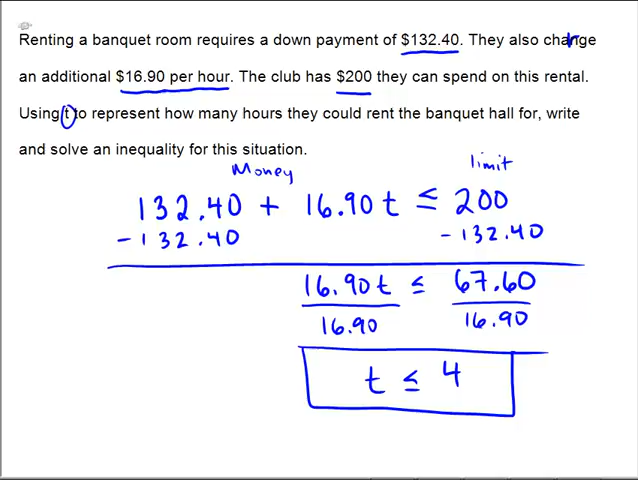 Renting a banquet room requires a down payment of $132.40. They also charge
an additional $16.90 per hour. The club has $200 they can spend on this rental.
Using t to represent how many hours they could rent the banquet hall for, write
and solve an inequality for this situation.
Money limit
132.40 + 16.90 t ≤ 200
-132.40 -132.40
16.90 t ≤ 67.60
16.90 16.90
t ≤ 4